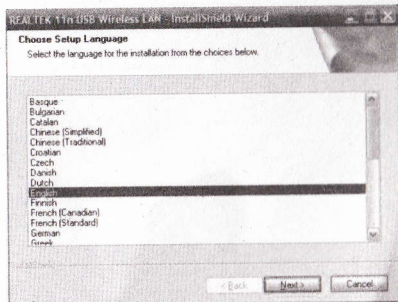 REALTEK 11n USB Wireless LAN - InstallShield Wizard
Choose Setup Language
Select the language for the installation from the choices below.
Basque
Bulgarian
Catalan
Chinese (Simplified)
Chinese (Traditional)
Croatian
Czech
Danish
Dutch
English
Finnish
French (Canadian)
French (Standard)
German
Greek
< Back Next > Cancel